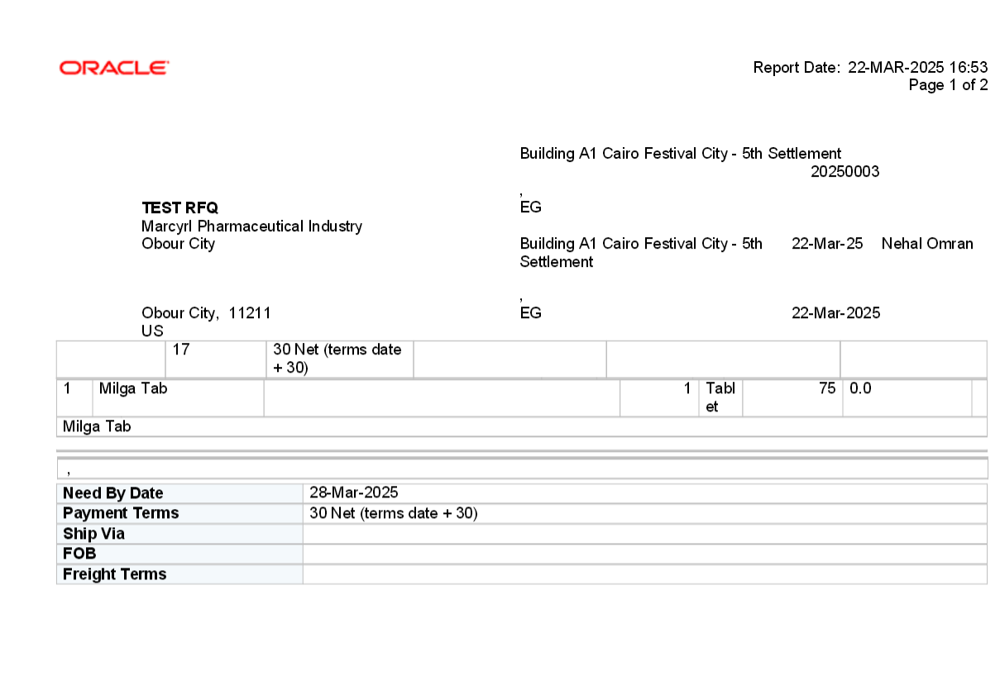 ORACLE
Report Date: 22-MAR-2025 16:53
Page 1 of 2
Building A1 Cairo Festival City - 5th Settlement
20250003
,
TEST RFQ
EG
Marcyrl Pharmaceutical Industry
Obour City
Building A1 Cairo Festival City - 5th 22-Mar-25 Nehal Omran
Settlement
,
Obour City, 11211 EG 22-Mar-2025
US
17 30 Net (terms date
+ 30)
1 Milga Tab 1 Tabl 75 0.0
et
Milga Tab
,
Need By Date 28-Mar-2025
Payment Terms 30 Net (terms date + 30)
Ship Via
FOB
Freight Terms